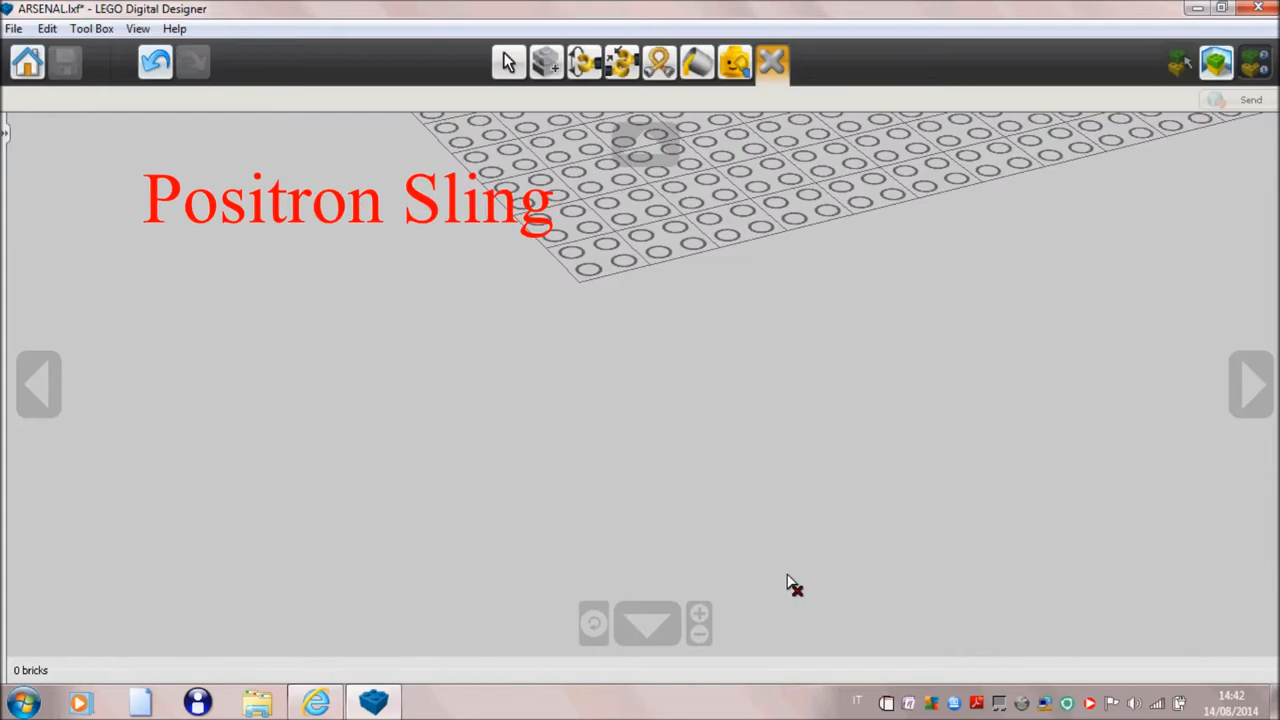 ARSENAL.lxf* - LEGO Digital Designer
File Edit Tool Box View Help
Send
Positron Sling
0 bricks
IT
14:42
14/08/2014